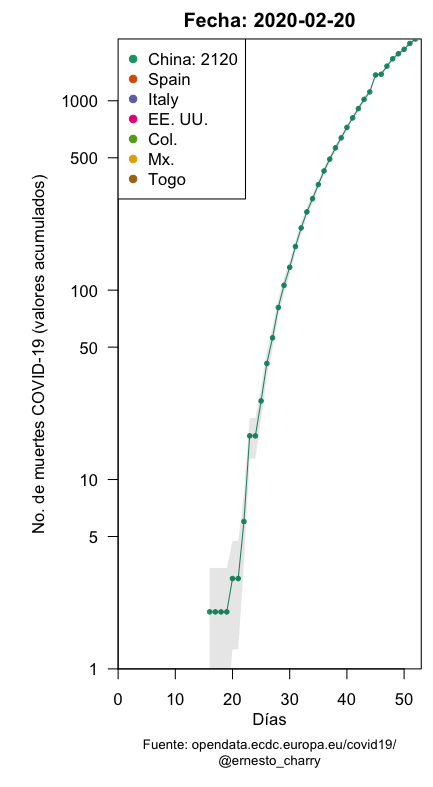 Fecha: 2020-02-20
China: 2120
Spain
Italy
EE. UU.
Col.
Mx.
Togo
No. de muertes COVID-19 (valores acumulados)
1000
500
100
50
10
5
1
0 10 20 30 40 50
Días
Fuente: opendata.ecdc.europa.eu/covid19/
@ernesto_charry